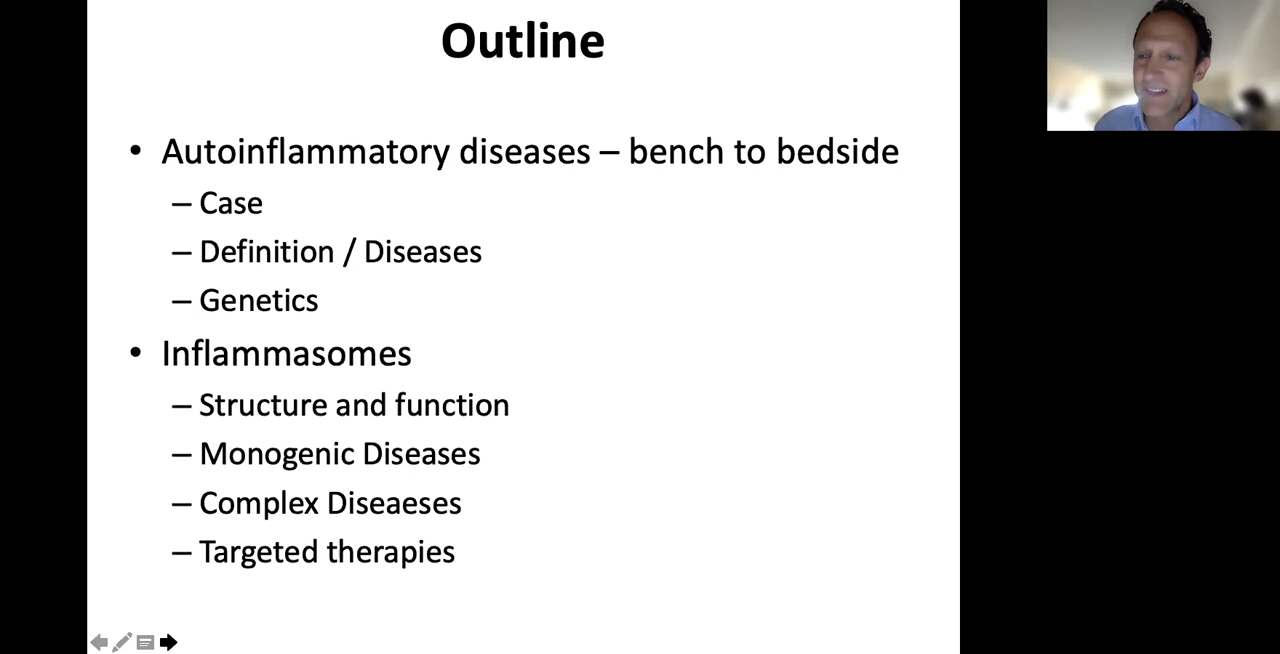 Outline
• Autoinflammatory diseases – bench to bedside
– Case
– Definition / Diseases
– Genetics
• Inflammasomes
– Structure and function
– Monogenic Diseases
– Complex Diseaeses
– Targeted therapies